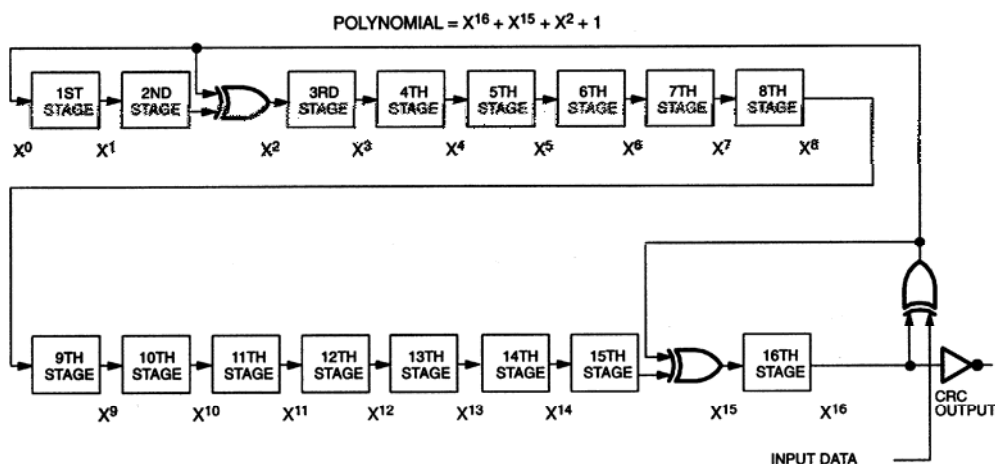 POLYNOMIAL = X16 + X15 + X2 + 1
1ST STAGE
2ND STAGE
3RD STAGE
4TH STAGE
5TH STAGE
6TH STAGE
7TH STAGE
8TH STAGE
X0
X1
X2
X3
X4
X5
X6
X7
X8
9TH STAGE
10TH STAGE
11TH STAGE
12TH STAGE
13TH STAGE
14TH STAGE
15TH STAGE
16TH STAGE
X9
X10
X11
X12
X13
X14
X15
X16
CRC
OUTPUT
INPUT DATA